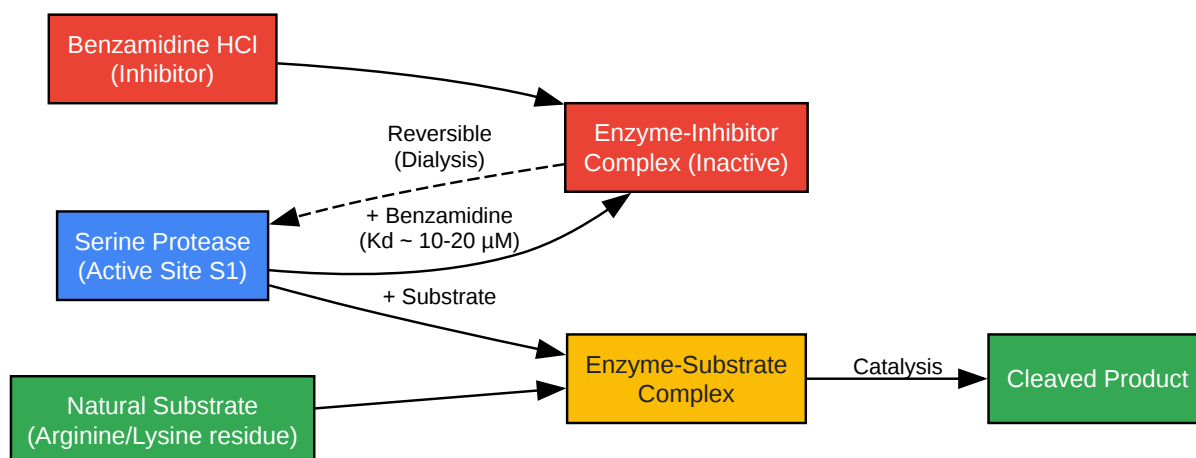 Benzamidine HCl
(Inhibitor)
Enzyme-Inhibitor
Complex (Inactive)
Reversible
(Dialysis)
+ Benzamidine
(Kd ~ 10-20 µM)
Serine Protease
(Active Site S1)
+ Substrate
Enzyme-Substrate
Complex
Catalysis
Cleaved Product
Natural Substrate
(Arginine/Lysine residue)